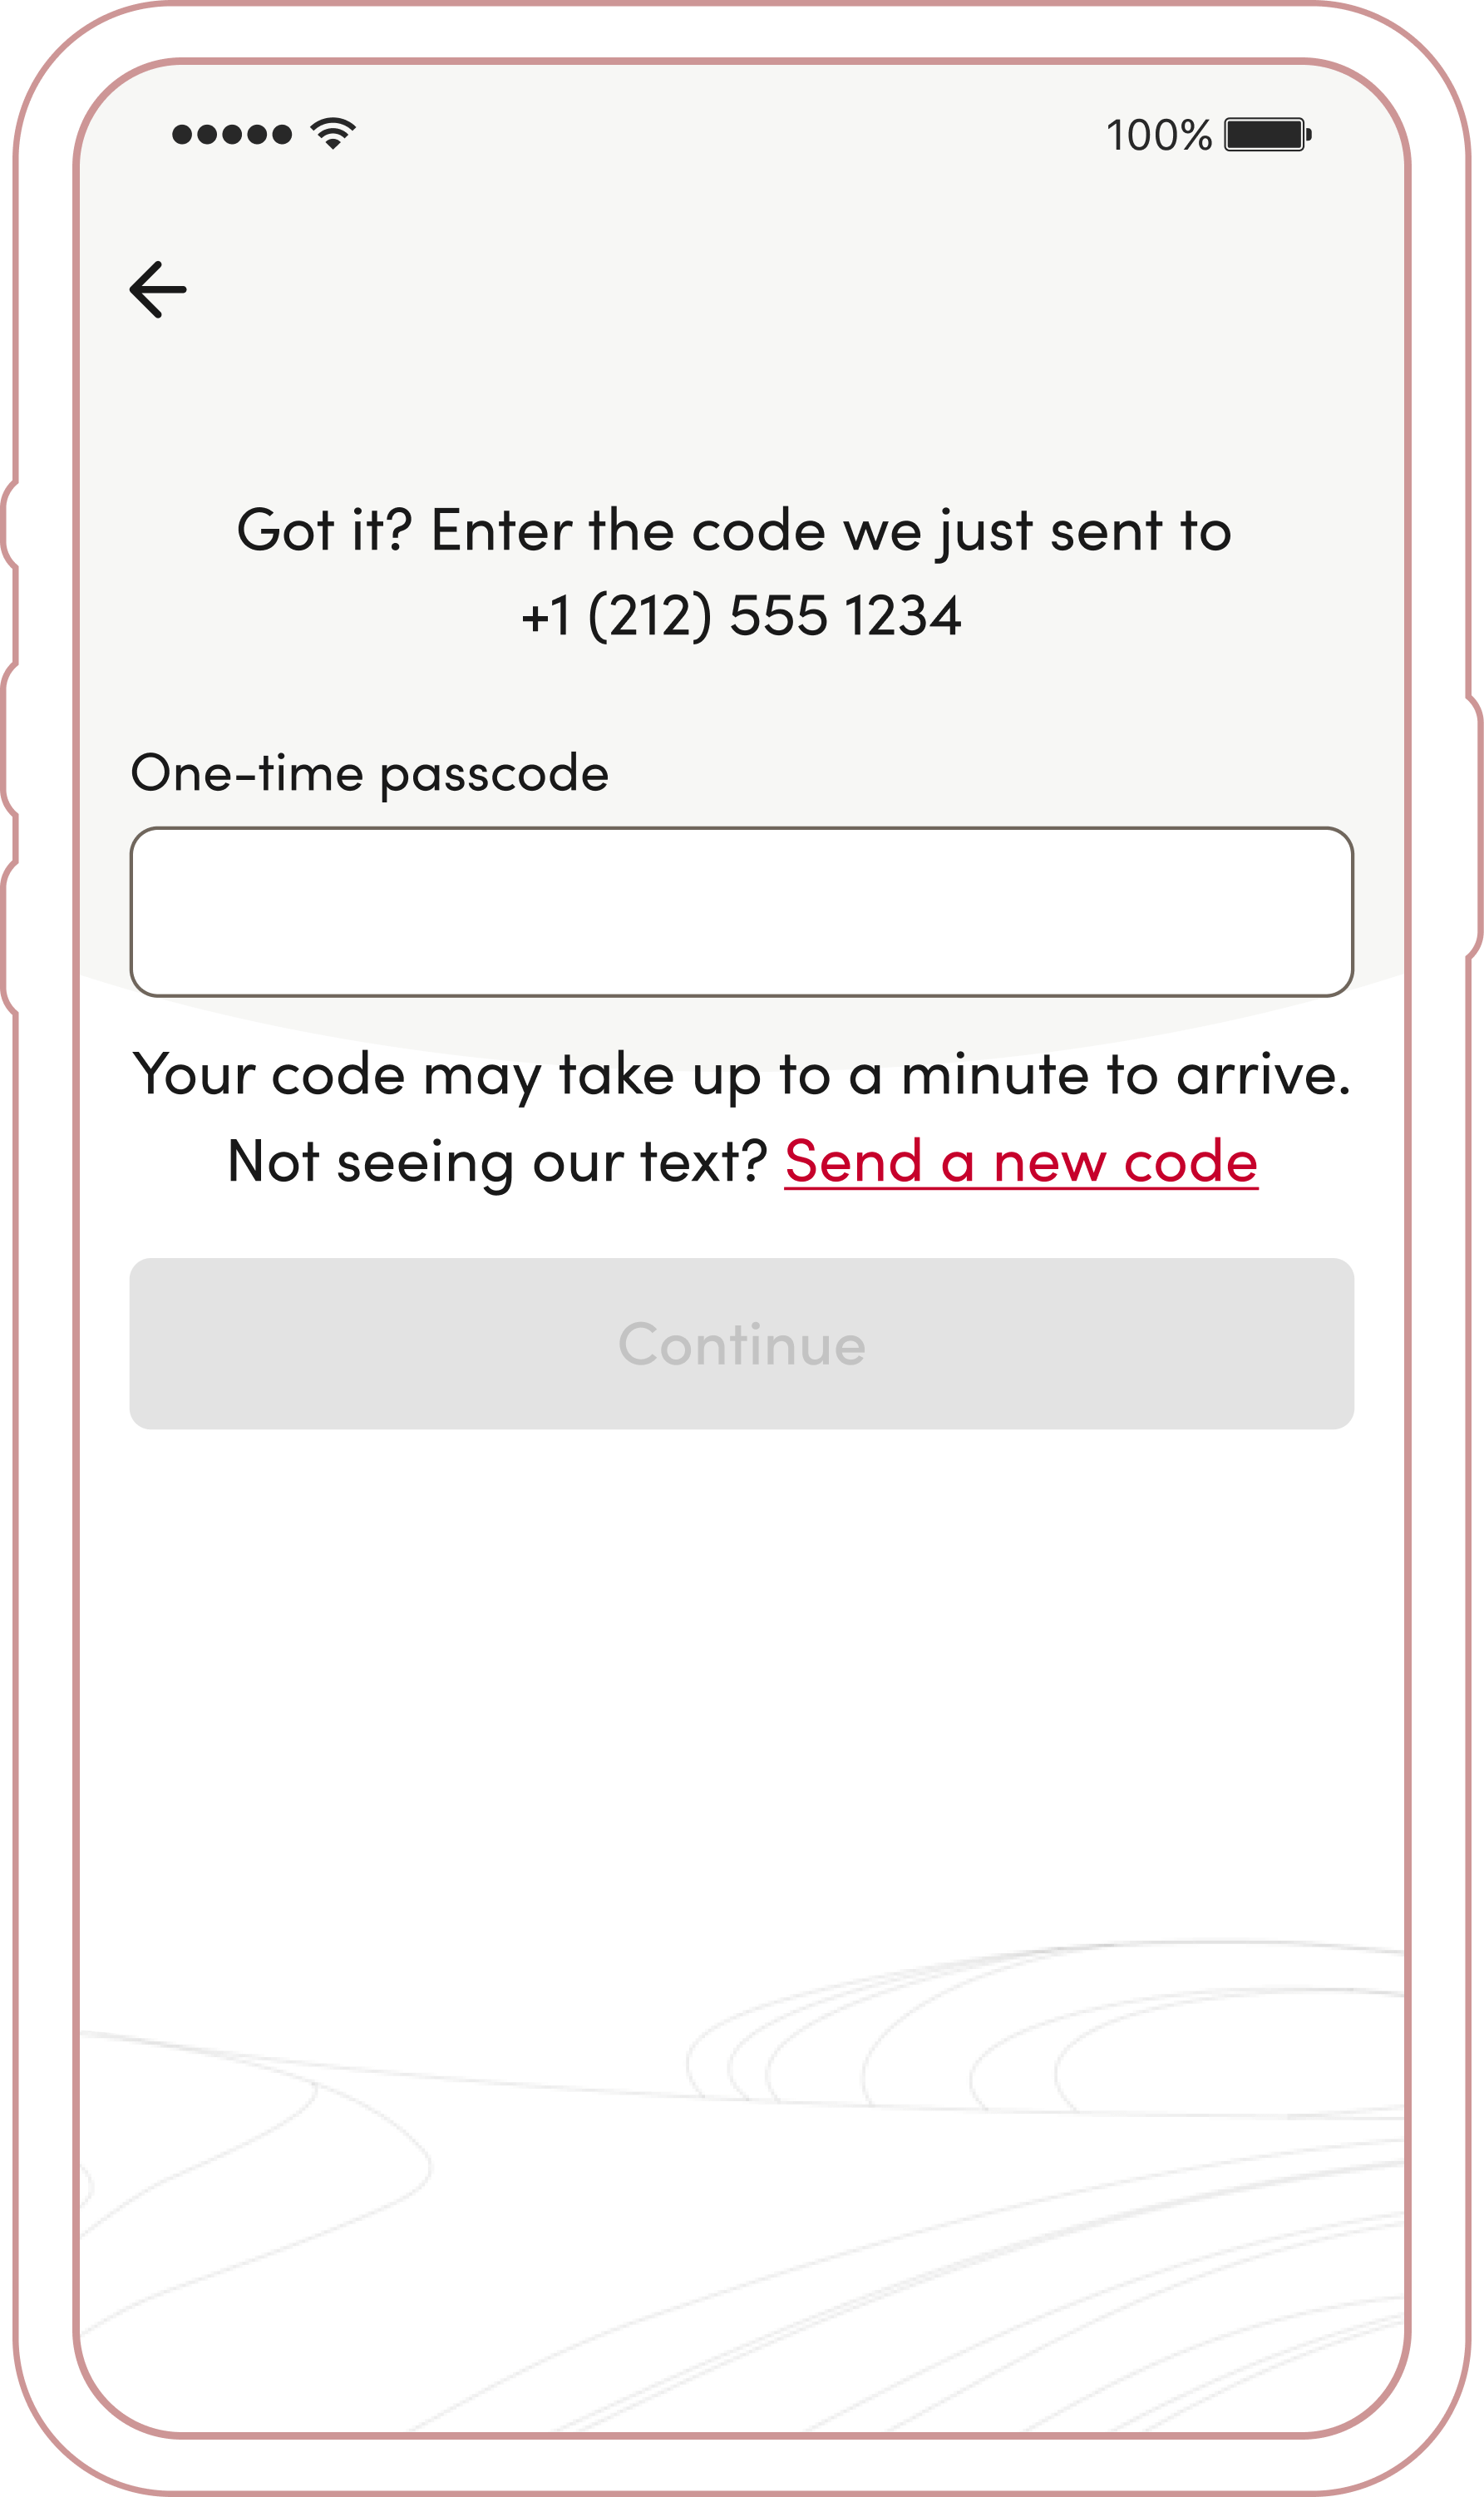 100%
Got it? Enter the code we just sent to
+1 (212) 555 1234
One-time passcode
Your code may take up to a minute to arrive.
Not seeing our text? Send a new code
Continue